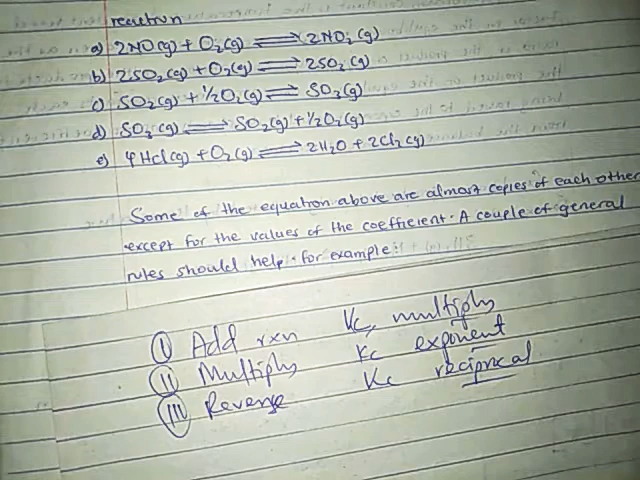 reaction
a) 2NO(g) + O₂(g) ⇌ 2NO₂(g)
b) 2SO₂(g) + O₂(g) ⇌ 2SO₃(g)
c) SO₂(g) + ½O₂(g) ⇌ SO₃(g)
d) SO₃(g) ⇌ SO₂(g) + ½O₂(g)
e) 4Hcl(g) + O₂(g) ⇌ 2H₂O + 2Cl₂(g)
Some of the equation above are almost copies of each other
except for the values of the coefficient. A couple of general
rules should help. for example:
(I) Add rxn Kc, multiply
(II) Multiply Kc exponent
(III) Reverse Kc reciprocal